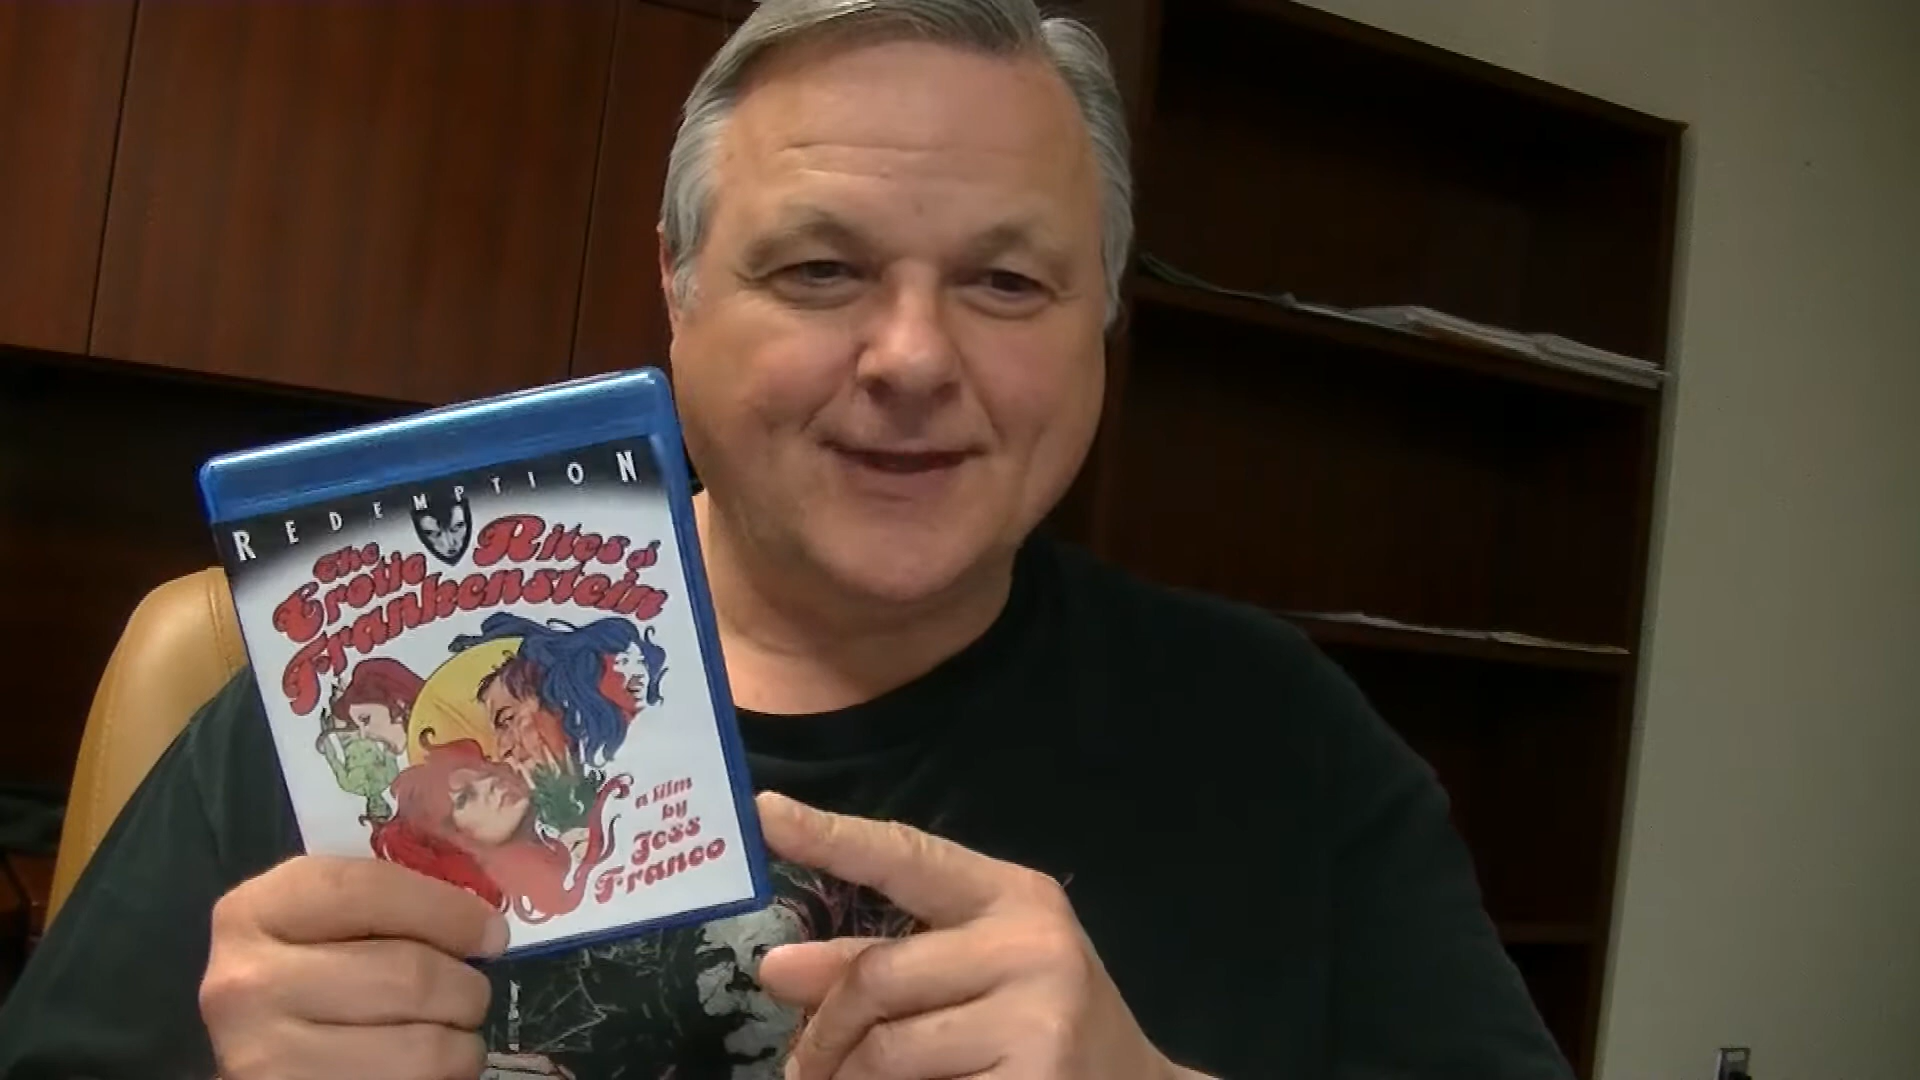 REDEMPTION
The
Erotic Rites of
Frankenstein
a film
by
Jess
Franco